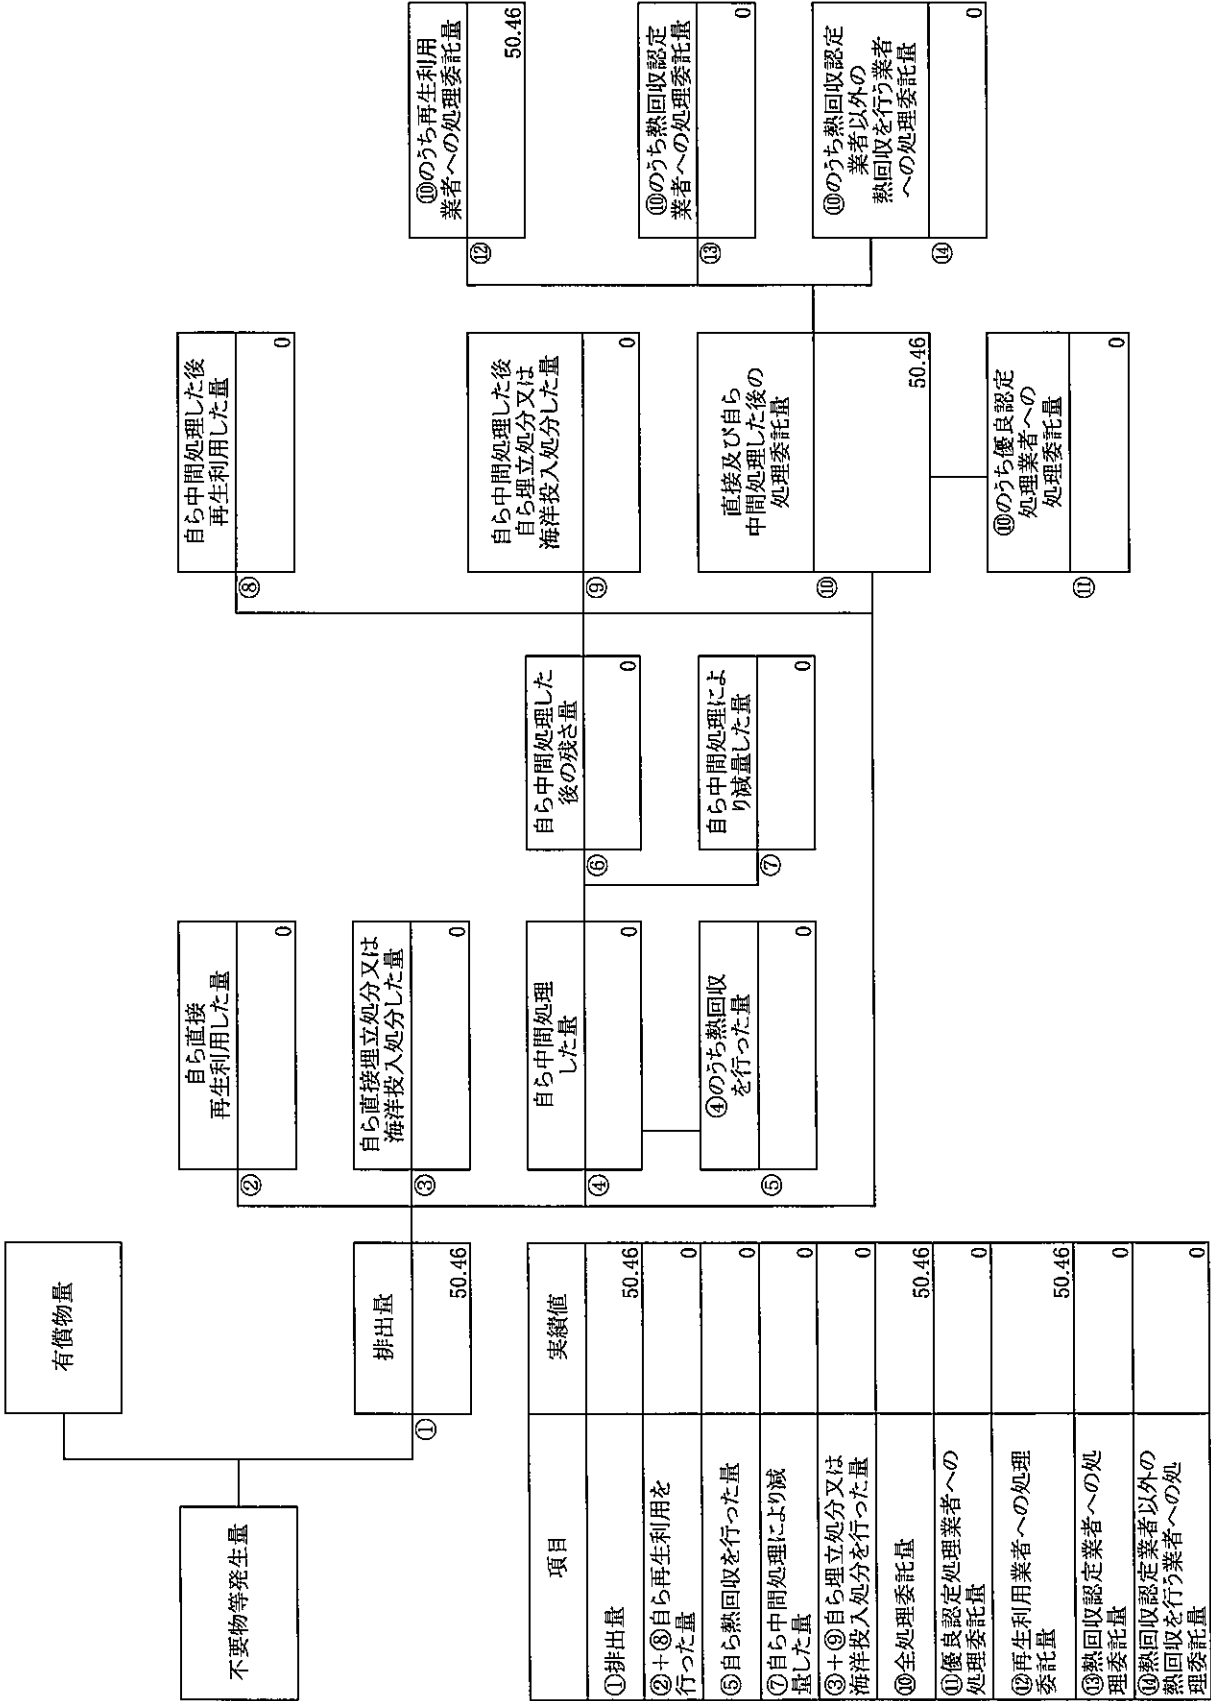 不要物等発生量
有償物量
①
排出量
50.46
②
自ら直接
再生利用した量
0
③
自ら直接埋立処分又は
海洋投入処分した量
0
④
自ら中間処理
した量
0
⑤
④のうち熱回収
を行った量
0
⑥
自ら中間処理した
後の残さ量
0
⑦
自ら中間処理によ
り減量した量
0
⑧
自ら中間処理した後
再生利用した量
0
⑨
自ら中間処理した後
自ら埋立処分又は
海洋投入処分した量
0
⑩
直接及び自ら
中間処理した後の
処理委託量
50.46
⑪
⑩のうち優良認定
処理業者への
処理委託量
0
⑫
⑩のうち再生利用
業者への処理委託量
50.46
⑬
⑩のうち熱回収認定
業者への処理委託量
0
⑭
⑩のうち熱回収認定
業者以外の
熱回収を行う業者
への処理委託量
0
項目 実績値
①排出量 50.46
②+⑧自ら再生利用を
行った量 0
⑤自ら熱回収を行った量 0
⑦自ら中間処理により減
量した量 0
③+⑨自ら埋立処分又は
海洋投入処分を行った量 0
⑩全処理委託量 50.46
⑪優良認定処理業者への
処理委託量 0
⑫再生利用業者への処理
委託量 50.46
⑬熱回収認定業者への処
理委託量 0
⑭熱回収認定業者以外の
熱回収を行う業者への処
理委託量 0